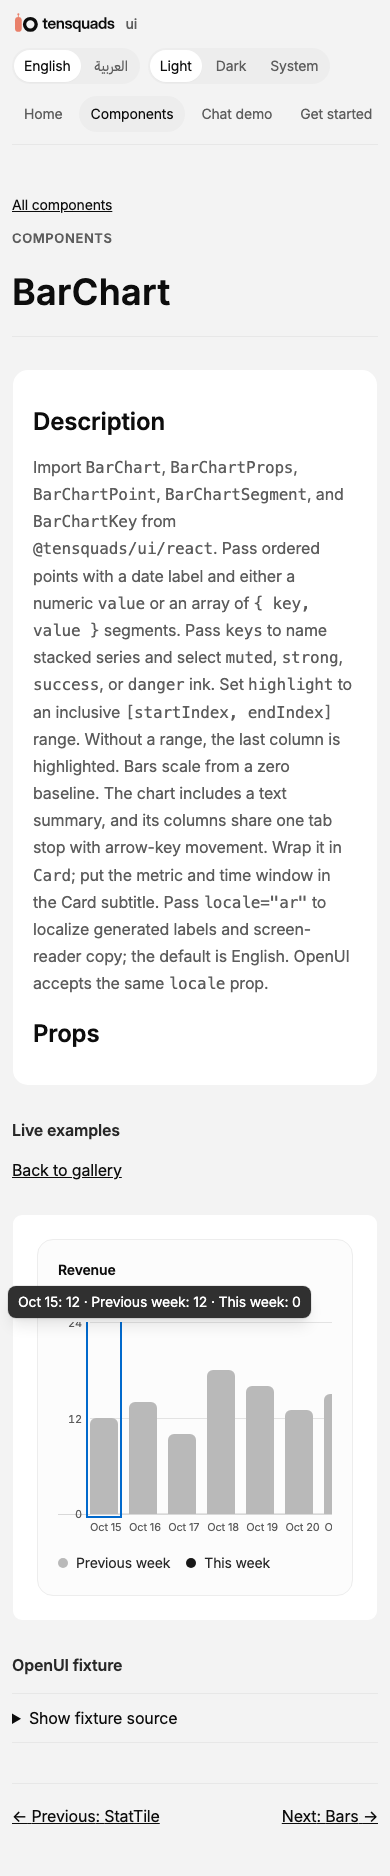 tensquads ui
English العربية Light Dark System
Home Components Chat demo Get started
All components
COMPONENTS
BarChart
Description
Import BarChart, BarChartProps,
BarChartPoint, BarChartSegment, and
BarChartKey from
@tensquads/ui/react. Pass ordered
points with a date label and either a
numeric value or an array of { key,
value } segments. Pass keys to name
stacked series and select muted, strong,
success, or danger ink. Set highlight to
an inclusive [startIndex, endIndex]
range. Without a range, the last column is
highlighted. Bars scale from a zero
baseline. The chart includes a text
summary, and its columns share one tab
stop with arrow-key movement. Wrap it in
Card; put the metric and time window in
the Card subtitle. Pass locale="ar" to
localize generated labels and screen-
reader copy; the default is English. OpenUI
accepts the same locale prop.
Props
Live examples
Back to gallery
Revenue
Oct 15: 12 · Previous week: 12 · This week: 0
24
12
0
Oct 15 Oct 16 Oct 17 Oct 18 Oct 19 Oct 20 O
Previous week This week
OpenUI fixture
Show fixture source
← Previous: StatTile Next: Bars →